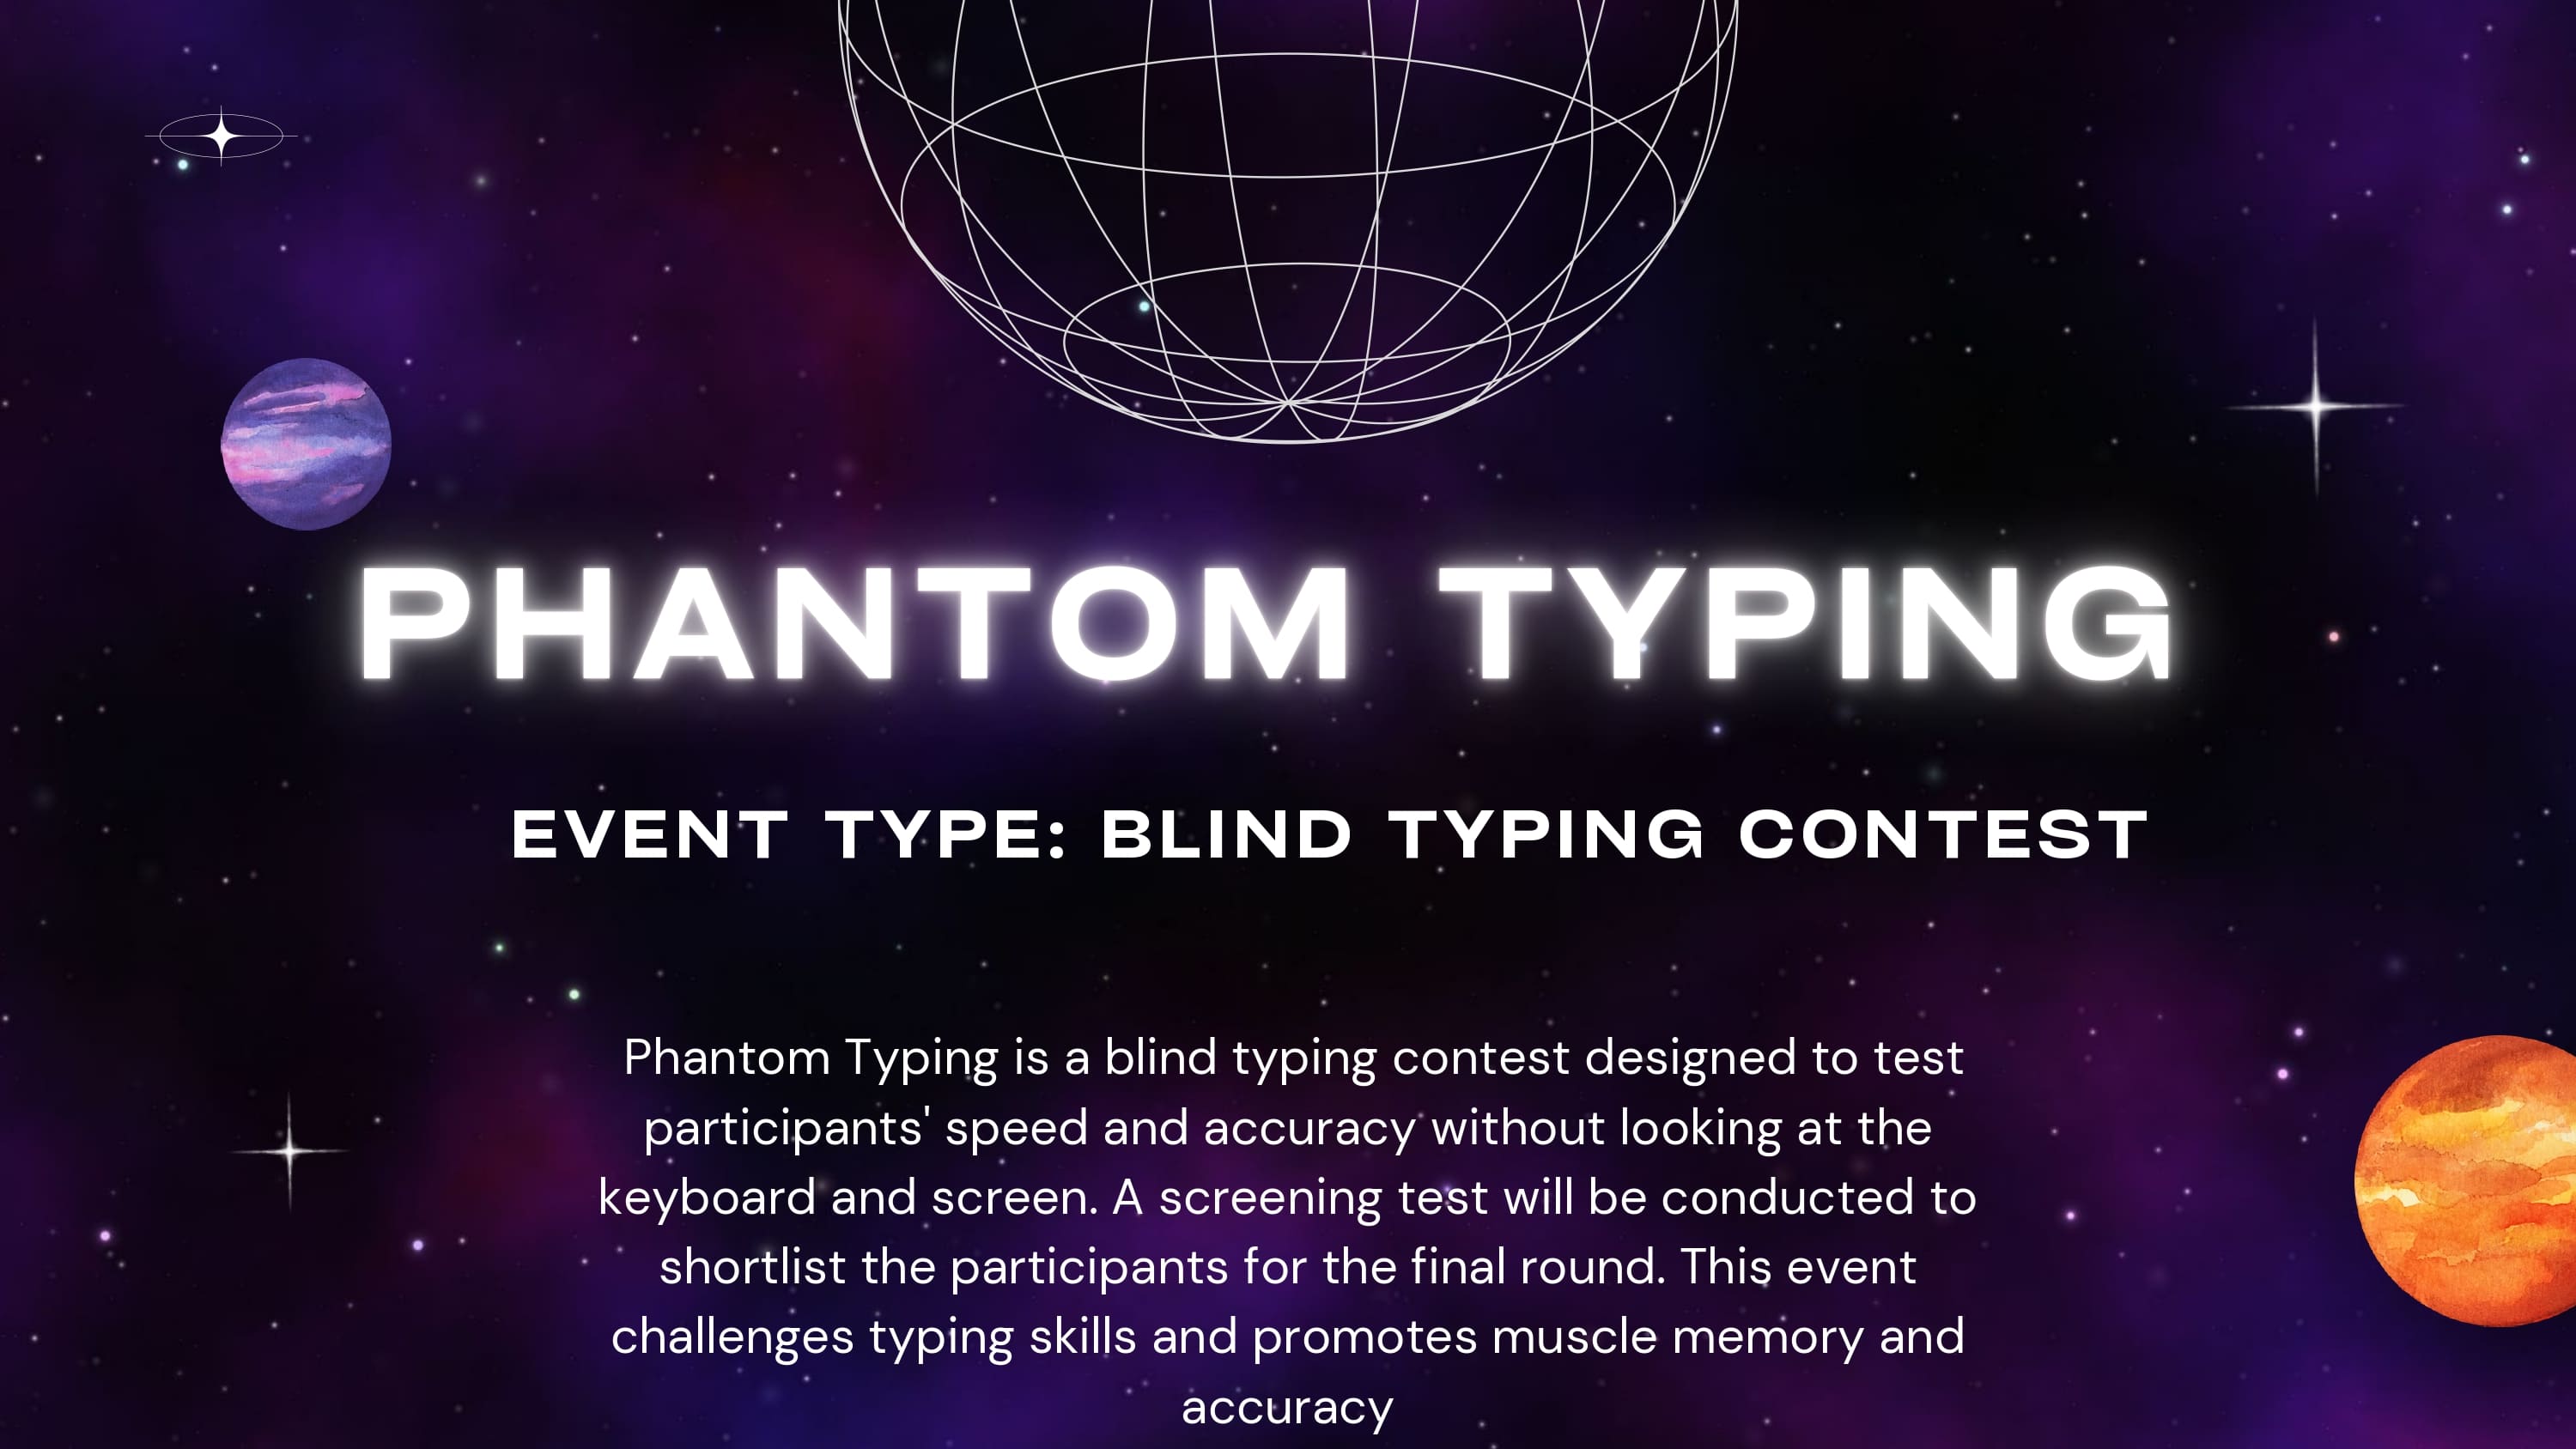 PHANTOM TYPING
EVENT TYPE: BLIND TYPING CONTEST
Phantom Typing is a blind typing contest designed to test
participants' speed and accuracy without looking at the
keyboard and screen. A screening test will be conducted to
shortlist the participants for the final round. This event
challenges typing skills and promotes muscle memory and
accuracy